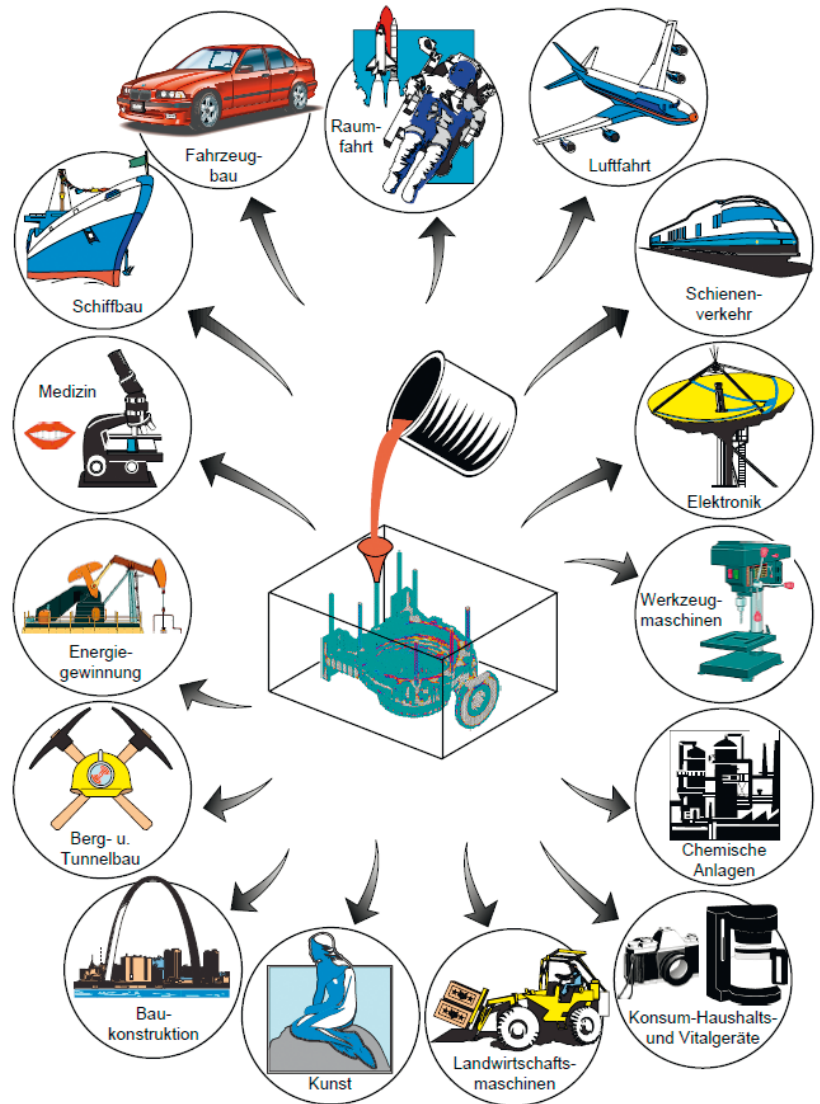 Fahrzeug-
bau
Raum-
fahrt
Luftfahrt
Schienen-
verkehr
Schiffbau
Medizin
Elektronik
Energie-
gewinnung
Werkzeug-
maschinen
Berg- u.
Tunnelbau
Chemische
Anlagen
Bau-
konstruktion
Kunst
Landwirtschafts-
maschinen
Konsum-Haushalts-
und Vitalgeräte